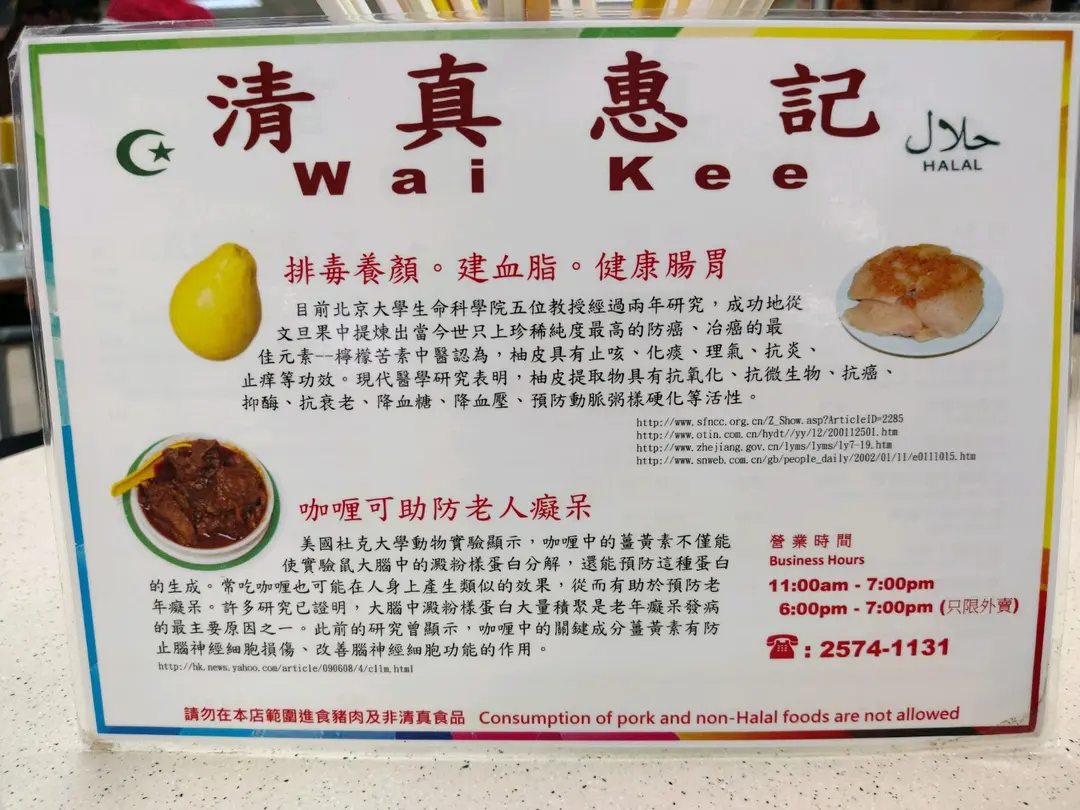 清真惠記
Wai Kee
حلال
HALAL
排毒養顏。建血脂。健康腸胃
目前北京大學生命科學院五位教授經過兩年研究，成功地從
文旦果中提煉出當今世只上珍稀純度最高的防癌、冶癌的最
佳元素--檸檬苦素中醫認為，柚皮具有止咳、化痰、理氣、抗炎、
止痒等功效。現代醫學研究表明，柚皮提取物具有抗氧化、抗微生物、抗癌、
抑酶、抗衰老、降血糖、降血壓、預防動脈粥樣硬化等活性。
http://www.sfncc.org.cn/Z_Show.asp?ArticleID=2285
http://www.otin.com.cn/hydt//yy/12/200112501.htm
http://www.zhejiang.gov.cn/lyms/lyms/ly7-19.htm
http://www.snweb.com.cn/gb/people_daily/2002/01/11/e0111015.htm
咖喱可助防老人癡呆
美國杜克大學動物實驗顯示，咖喱中的薑黃素不僅能
使實驗鼠大腦中的澱粉樣蛋白分解，還能預防這種蛋白
的生成。常吃咖喱也可能在人身上產生類似的效果，從而有助於預防老
年癡呆。許多研究已證明，大腦中澱粉樣蛋白大量積聚是老年癡呆發病
的最主要原因之一。此前的研究曾顯示，咖喱中的關鍵成分薑黃素有防
止腦神經細胞損傷、改善腦神經細胞功能的作用。
http://hk.news.yahoo.com/article/090608/4/cllm.html
營業時間
Business Hours
11:00am - 7:00pm
6:00pm - 7:00pm (只限外賣)
☎ : 2574-1131
請勿在本店範圍進食豬肉及非清真食品 Consumption of pork and non-Halal foods are not allowed